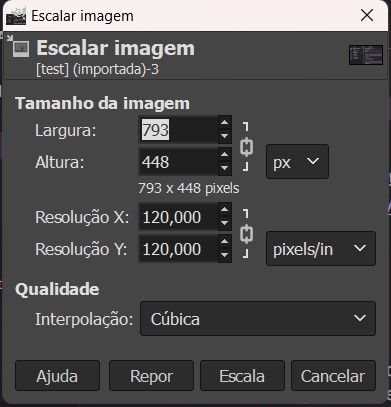 Escalar imagem
Escalar imagem
[test] (importada)-3
Tamanho da imagem
Largura: 793
Altura: 448 px
793 x 448 pixels
Resolução X: 120,000
Resolução Y: 120,000 pixels/in
Qualidade
Interpolação: Cúbica
Ajuda Repor Escala Cancelar